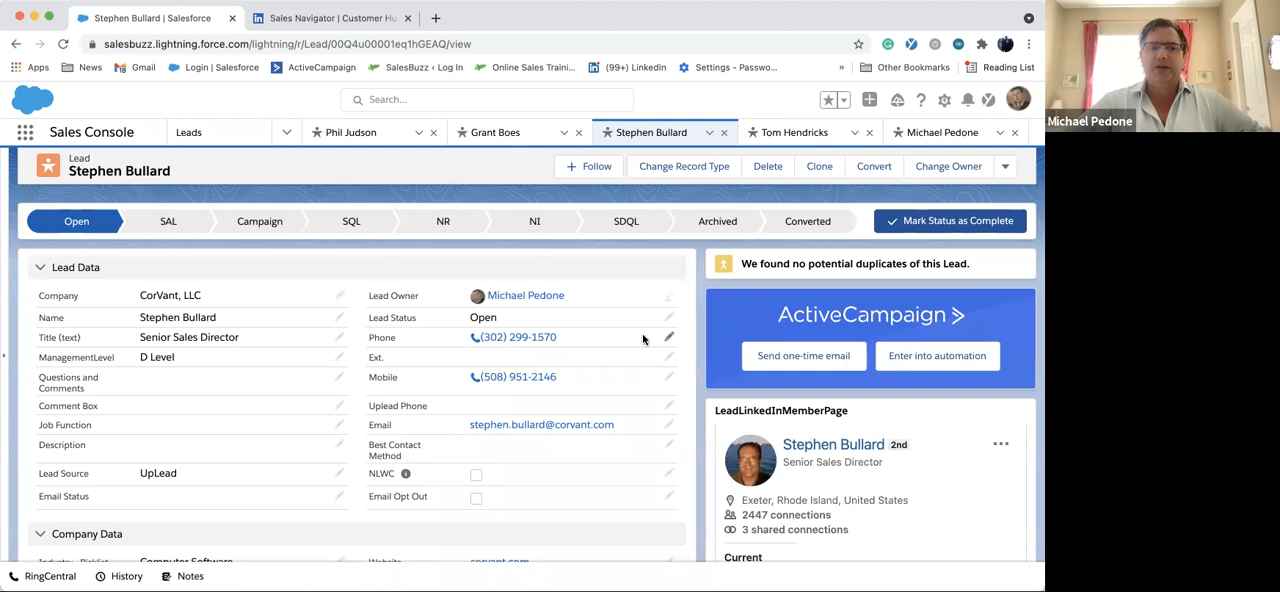 Stephen Bullard | Salesforce
Sales Navigator | Customer Hu
salesbuzz.lightning.force.com/lightning/r/Lead/00Q4u00001eq1hGEAQ/view
Apps News Gmail Login | Salesforce ActiveCampaign SalesBuzz < L Online Sales Traini... (99+) LinkedIn Settings - Passwo... » Other Bookmarks Reading List
Michael Pedone
Search...
Sales Console Leads Phil Judson Grant Boes Stephen Bullard Tom Hendricks Michael Pedone
Lead
Stephen Bullard
+ Follow Change Record Type Delete Clone Convert Change Owner
Open SAL Campaign SQL NR NI SDQL Archived Converted Mark Status as Complete
Lead Data
Company CorVant, LLC Lead Owner Michael Pedone
Name Stephen Bullard Lead Status Open
Title (text) Senior Sales Director Phone (302) 299-1570
ManagementLevel D Level Ext.
Questions and
Comments
Mobile (508) 951-2146
Comment Box Uplead Phone
Job Function Email stephen.bullard@corvant.com
Description Best Contact
Method
Lead Source UpLead NLWC
Email Status Email Opt Out
Company Data
Industry Picklist Computer Software Website corvant.com
We found no potential duplicates of this Lead.
ActiveCampaign >
Send one-time email Enter into automation
LeadLinkedInMemberPage
Stephen Bullard 2nd
Senior Sales Director
Exeter, Rhode Island, United States
2447 connections
3 shared connections
Current
RingCentral History Notes